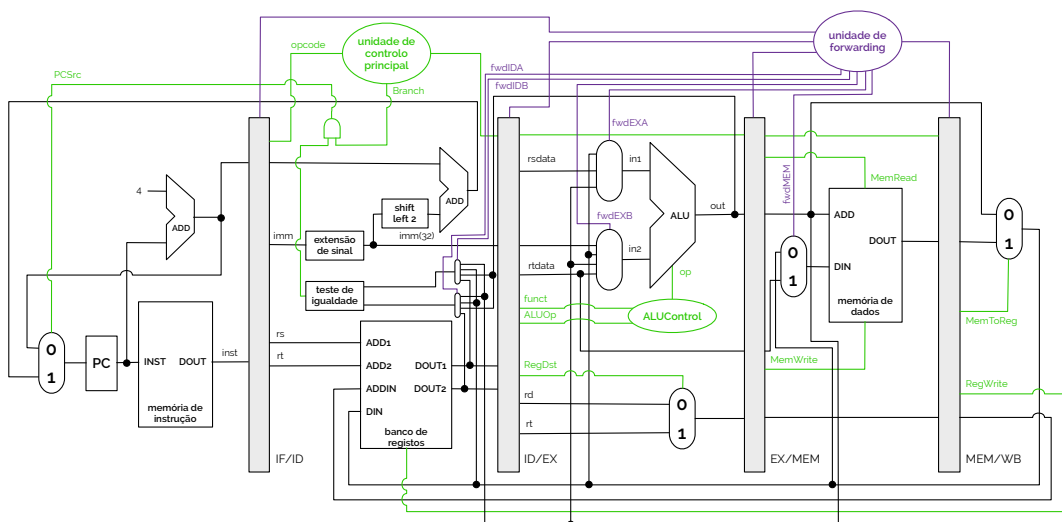 unidade de
controlo
principal
unidade de
forwarding
opcode
PCSrc
Branch
fwdIDA
fwdIDB
fwdEXA
fwdEXB
fwdMEM
4
ADD
ADD
shift
left 2
imm
extensão
de sinal
imm(32)
teste de
igualdade
rsdata
rtdata
in1
in2
ALU
out
op
funct
ALUOp
ALUControl
MemRead
ADD
DOUT
DIN
memória de
dados
MemWrite
0
1
0
1
MemToReg
0
1
PC
INST
DOUT
memória de
instrução
inst
rs
rt
ADD1
ADD2
ADDIN
DIN
DOUT1
DOUT2
banco de
registos
RegDst
rd
rt
0
1
RegWrite
IF/ID
ID/EX
EX/MEM
MEM/WB